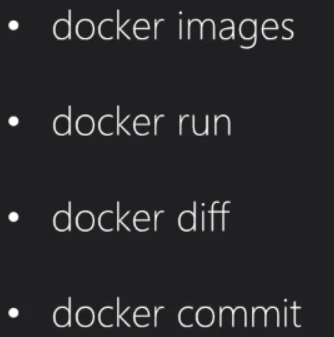 • docker images
• docker run
• docker diff
• docker commit